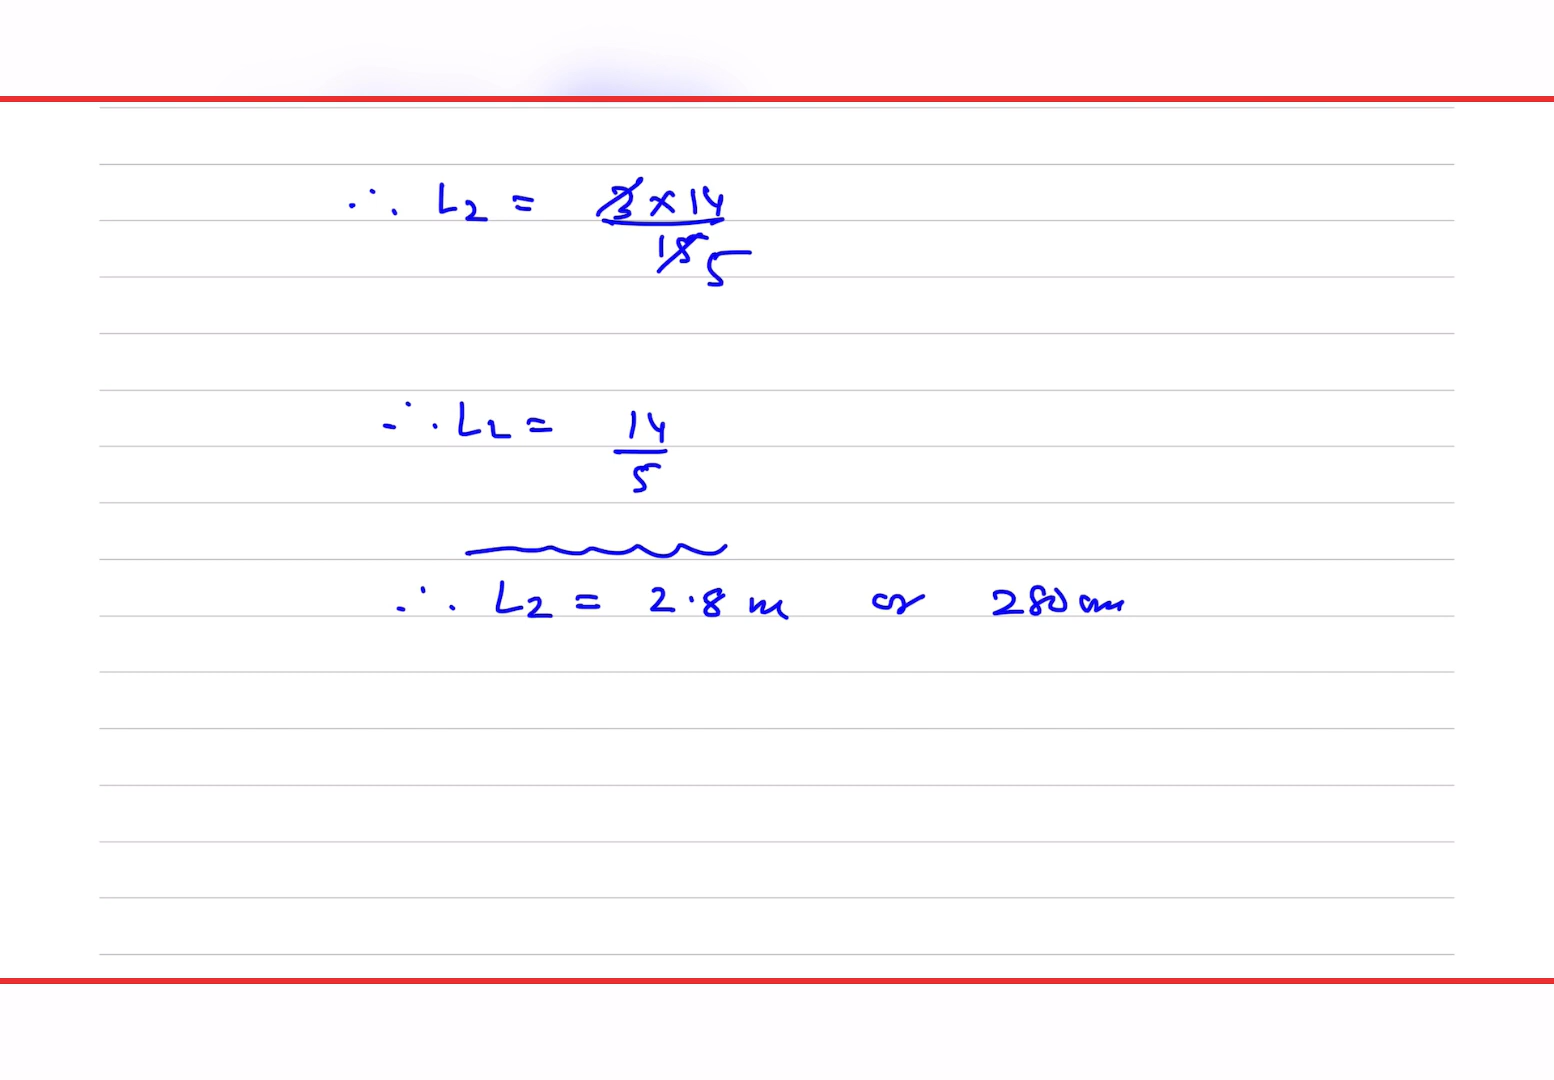 ∴ L₂ = 3 × 14 / 15 5
∴ L₂ = 14 / 5
∴ L₂ = 2.8 m or 280 cm